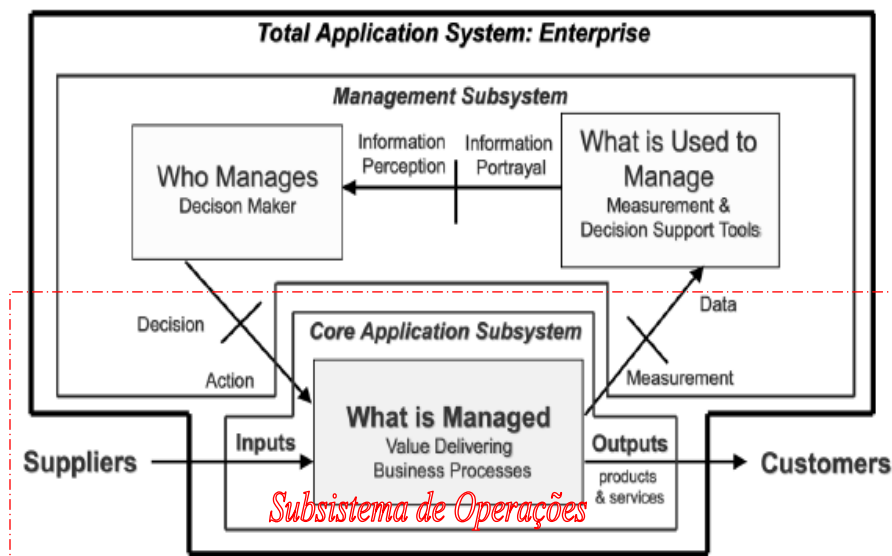 Total Application System: Enterprise
Management Subsystem
Who Manages
Decison Maker
Information
Perception
Information
Portrayal
What is Used to
Manage
Measurement &
Decision Support Tools
Decision
Action
Data
Measurement
Core Application Subsystem
What is Managed
Value Delivering
Business Processes
Suppliers
Inputs
Outputs
products
& services
Customers
Subsistema de Operações